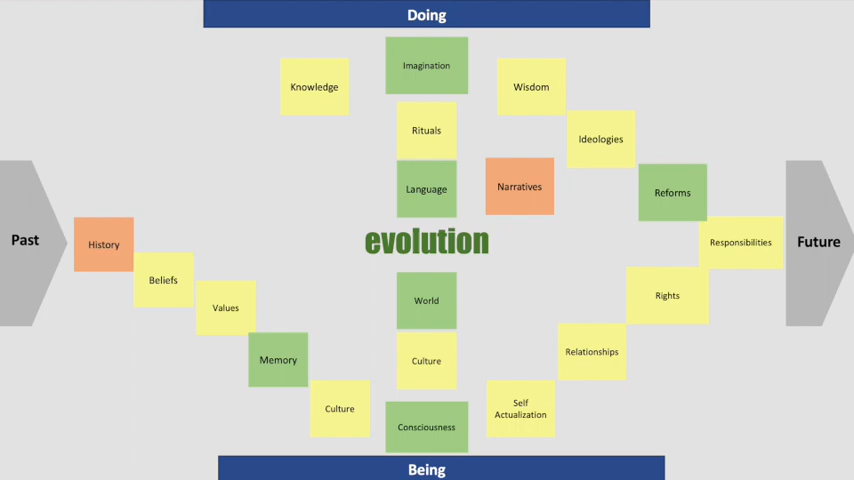 Doing
Imagination
Knowledge
Wisdom
Rituals
Ideologies
Language
Narratives
Reforms
Past
History
evolution
Responsibilities
Future
Beliefs
Values
World
Rights
Memory
Culture
Relationships
Culture
Self
Actualization
Consciousness
Being